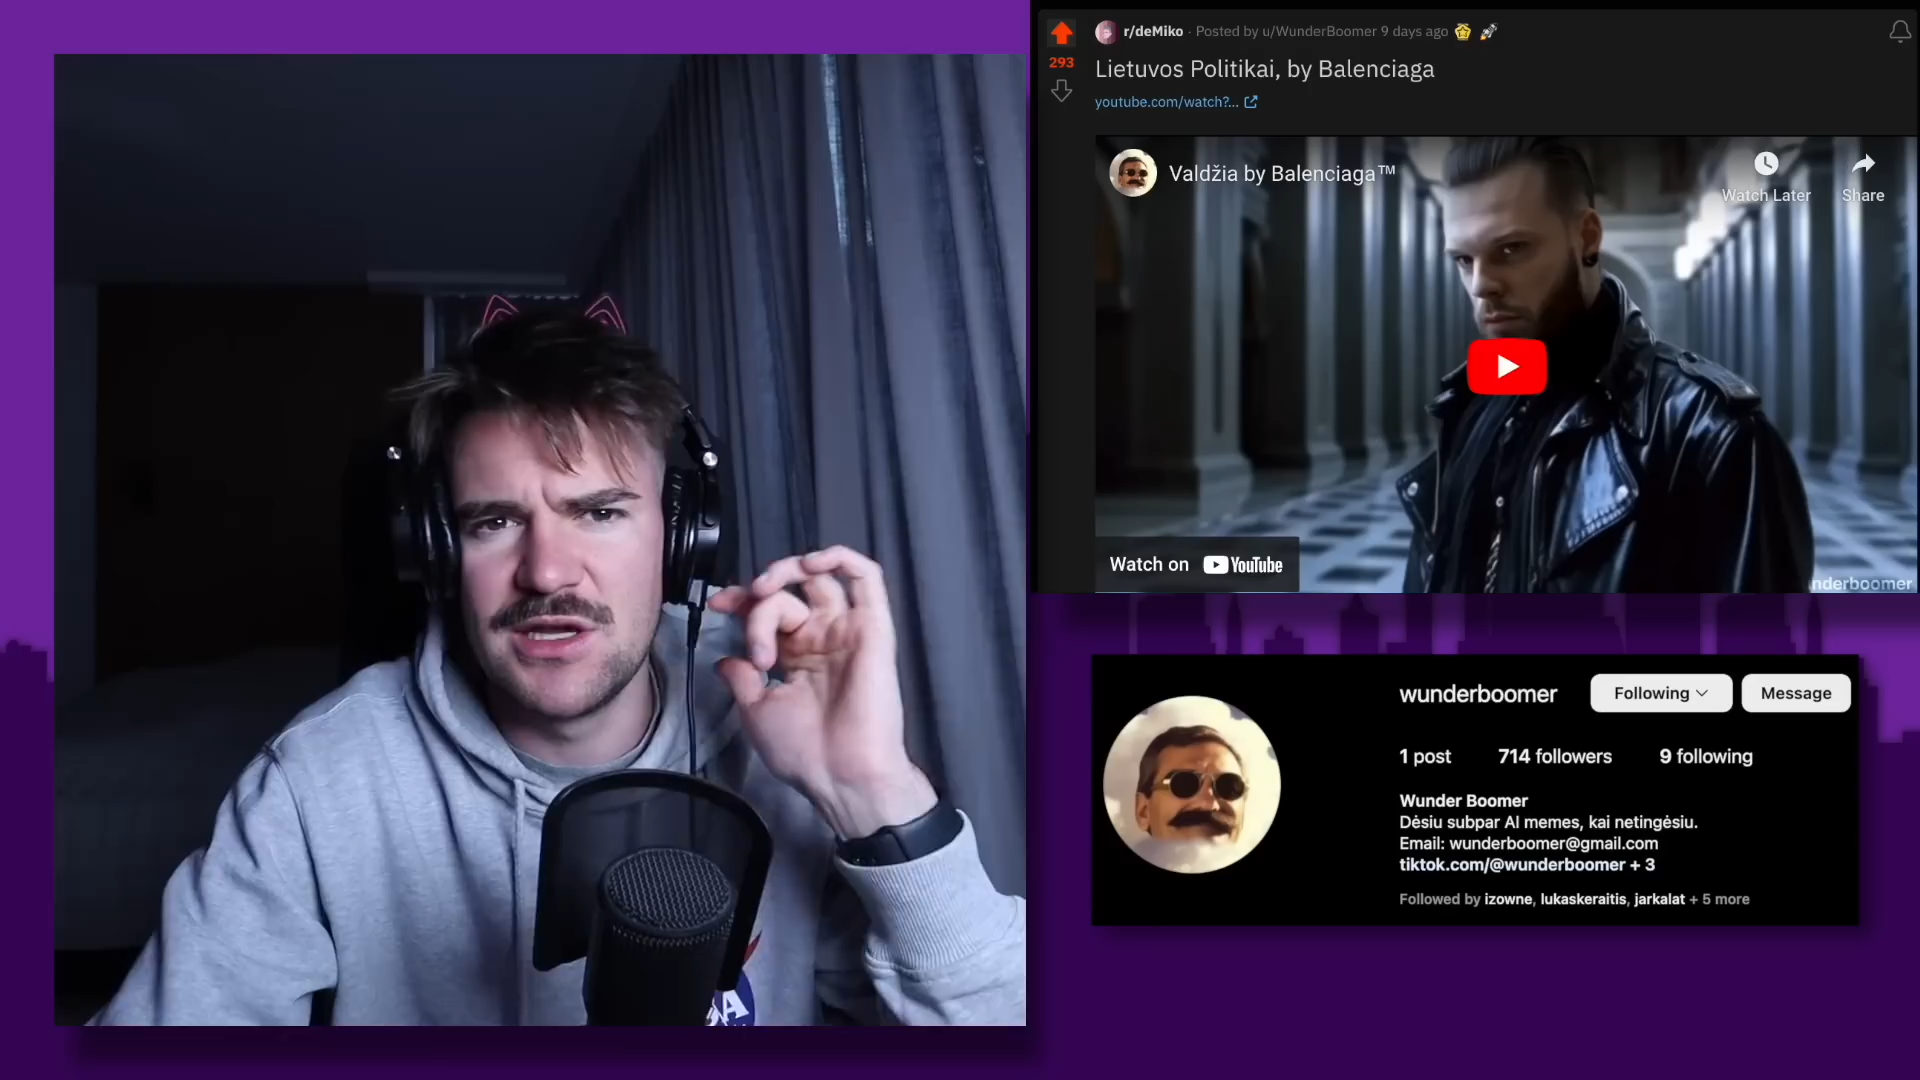 r/deMiko · Posted by u/WunderBoomer 9 days ago
293
Lietuvos Politikai, by Balenciaga
youtube.com/watch?...
Valdžia by Balenciaga™
Watch Later
Share
Watch on YouTube
nderboomer
wunderboomer
Following
Message
1 post
714 followers
9 following
Wunder Boomer
Dėsiu subpar AI memes, kai netingėsiu.
Email: wunderboomer@gmail.com
tiktok.com/@wunderboomer + 3
Followed by izowne, lukaskeraitis, jarkalat + 5 more